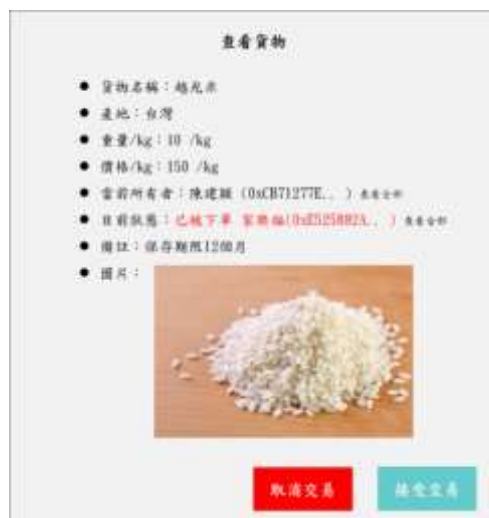 查看貨物
● 貨物名稱：越光米
● 產地：台灣
● 重量/kg：10 /kg
● 價格/kg：150 /kg
● 當前所有者：陳建穎 (0xCB71277E.. ) 查看全部
● 目前狀態：已被下單 家樂福(0xE525882A.. ) 查看全部
● 備註：保存期限12個月
● 圖片：
取消交易
接受交易